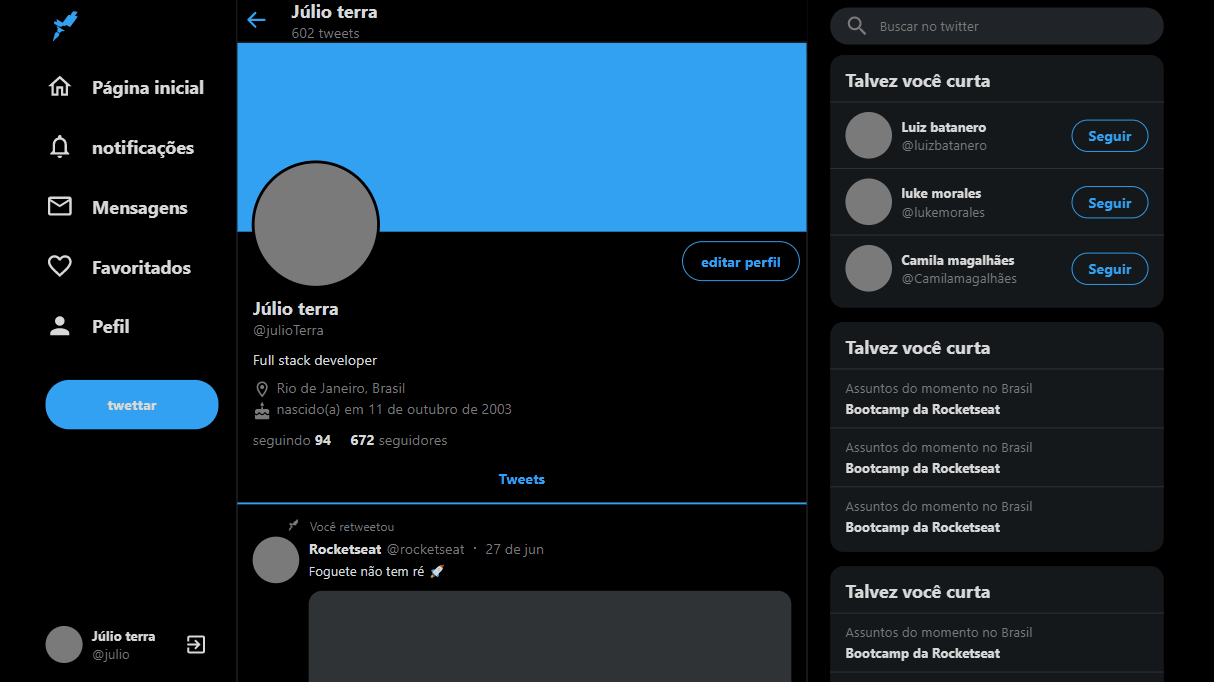 Página inicial
notificações
Mensagens
Favoritados
Pefil
twettar
Júlio terra
@julio
Júlio terra
602 tweets
editar perfil
Júlio terra
@julioTerra
Full stack developer
Rio de Janeiro, Brasil
nascido(a) em 11 de outubro de 2003
seguindo 94 672 seguidores
Tweets
Você retweetou
Rocketseat @rocketseat · 27 de jun
Foguete não tem ré 🚀
Buscar no twitter
Talvez você curta
Luiz batanero
@luizbatanero
Seguir
luke morales
@lukemorales
Seguir
Camila magalhães
@Camilamagalhães
Seguir
Talvez você curta
Assuntos do momento no Brasil
Bootcamp da Rocketseat
Assuntos do momento no Brasil
Bootcamp da Rocketseat
Assuntos do momento no Brasil
Bootcamp da Rocketseat
Talvez você curta
Assuntos do momento no Brasil
Bootcamp da Rocketseat